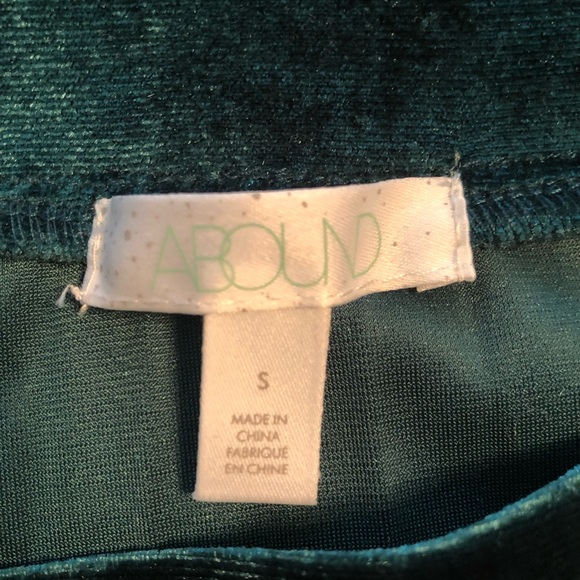 ABOUND
S
MADE IN
CHINA
FABRIQUÉ
EN CHINE